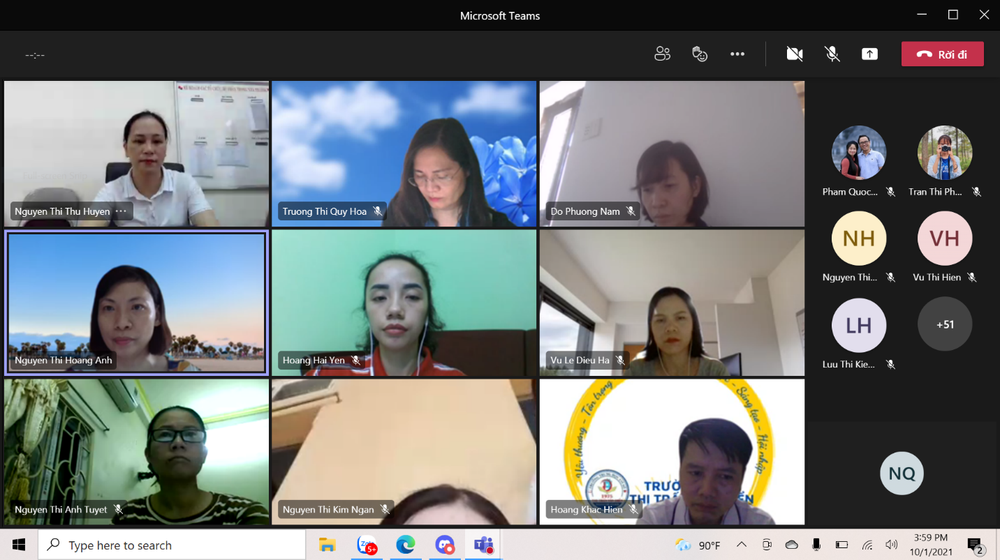 Microsoft Teams
--:--
Rời đi
Nguyen Thi Thu Huyen ...
Truong Thi Quy Hoa
Do Phuong Nam
Pham Quoc...
Tran Thi Ph...
NH
VH
Nguyen Thi...
Vu Thi Hien
Nguyen Thi Hoang Anh
Hoang Hai Yen
Vu Le Dieu Ha
LH
+51
Luu Thi Kie...
Yêu thương - Tôn trọng
- Sáng tạo - Hội nhập
1975
TRƯỜ
THỊ TRẤ
ỂN
Nguyen Thi Anh Tuyet
Nguyen Thi Kim Ngan
Hoang Khac Hien
NQ
Type here to search
Zalo
5+
90°F
3:59 PM
10/1/2021
2